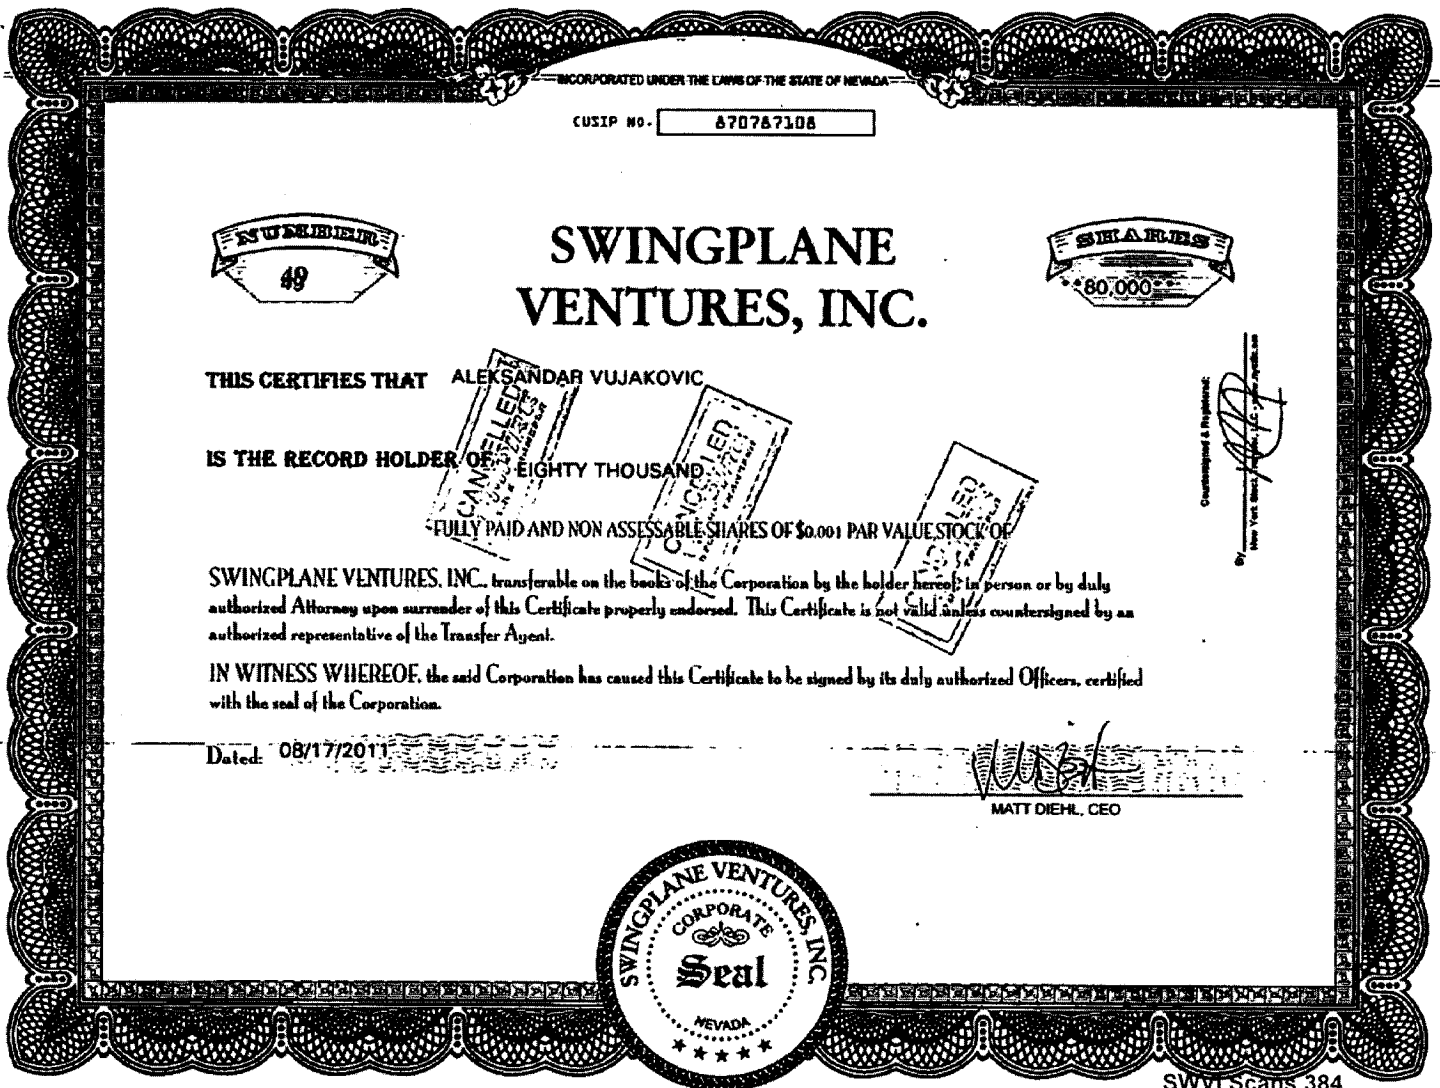 INCORPORATED UNDER THE LAWS OF THE STATE OF NEVADA
CUSIP NO. 870787108
NUMBER
49
SWINGPLANE
VENTURES, INC.
SHARES
**80,000**
THIS CERTIFIES THAT ALEKSANDAR VUJAKOVIC
IS THE RECORD HOLDER OF EIGHTY THOUSAND
CANCELLED
CANCELLED
FULLY PAID AND NON ASSESSABLE SHARES OF $0.001 PAR VALUE STOCK OF
SWINGPLANE VENTURES, INC., transferable on the books of the Corporation by the holder hereof, in person or by duly
authorized Attorney upon surrender of this Certificate properly endorsed. This Certificate is not valid unless countersigned by an
authorized representative of the Transfer Agent.
IN WITNESS WHEREOF, the said Corporation has caused this Certificate to be signed by its duly authorized Officers, certified
with the seal of the Corporation.
Dated: 08/17/2011
MATT DIEHL, CEO
Countersigned & Registered:
By
New York Stock
SWINGPLANE VENTURES, INC.
CORPORATE
Seal
NEVADA
SWVI Scans 384